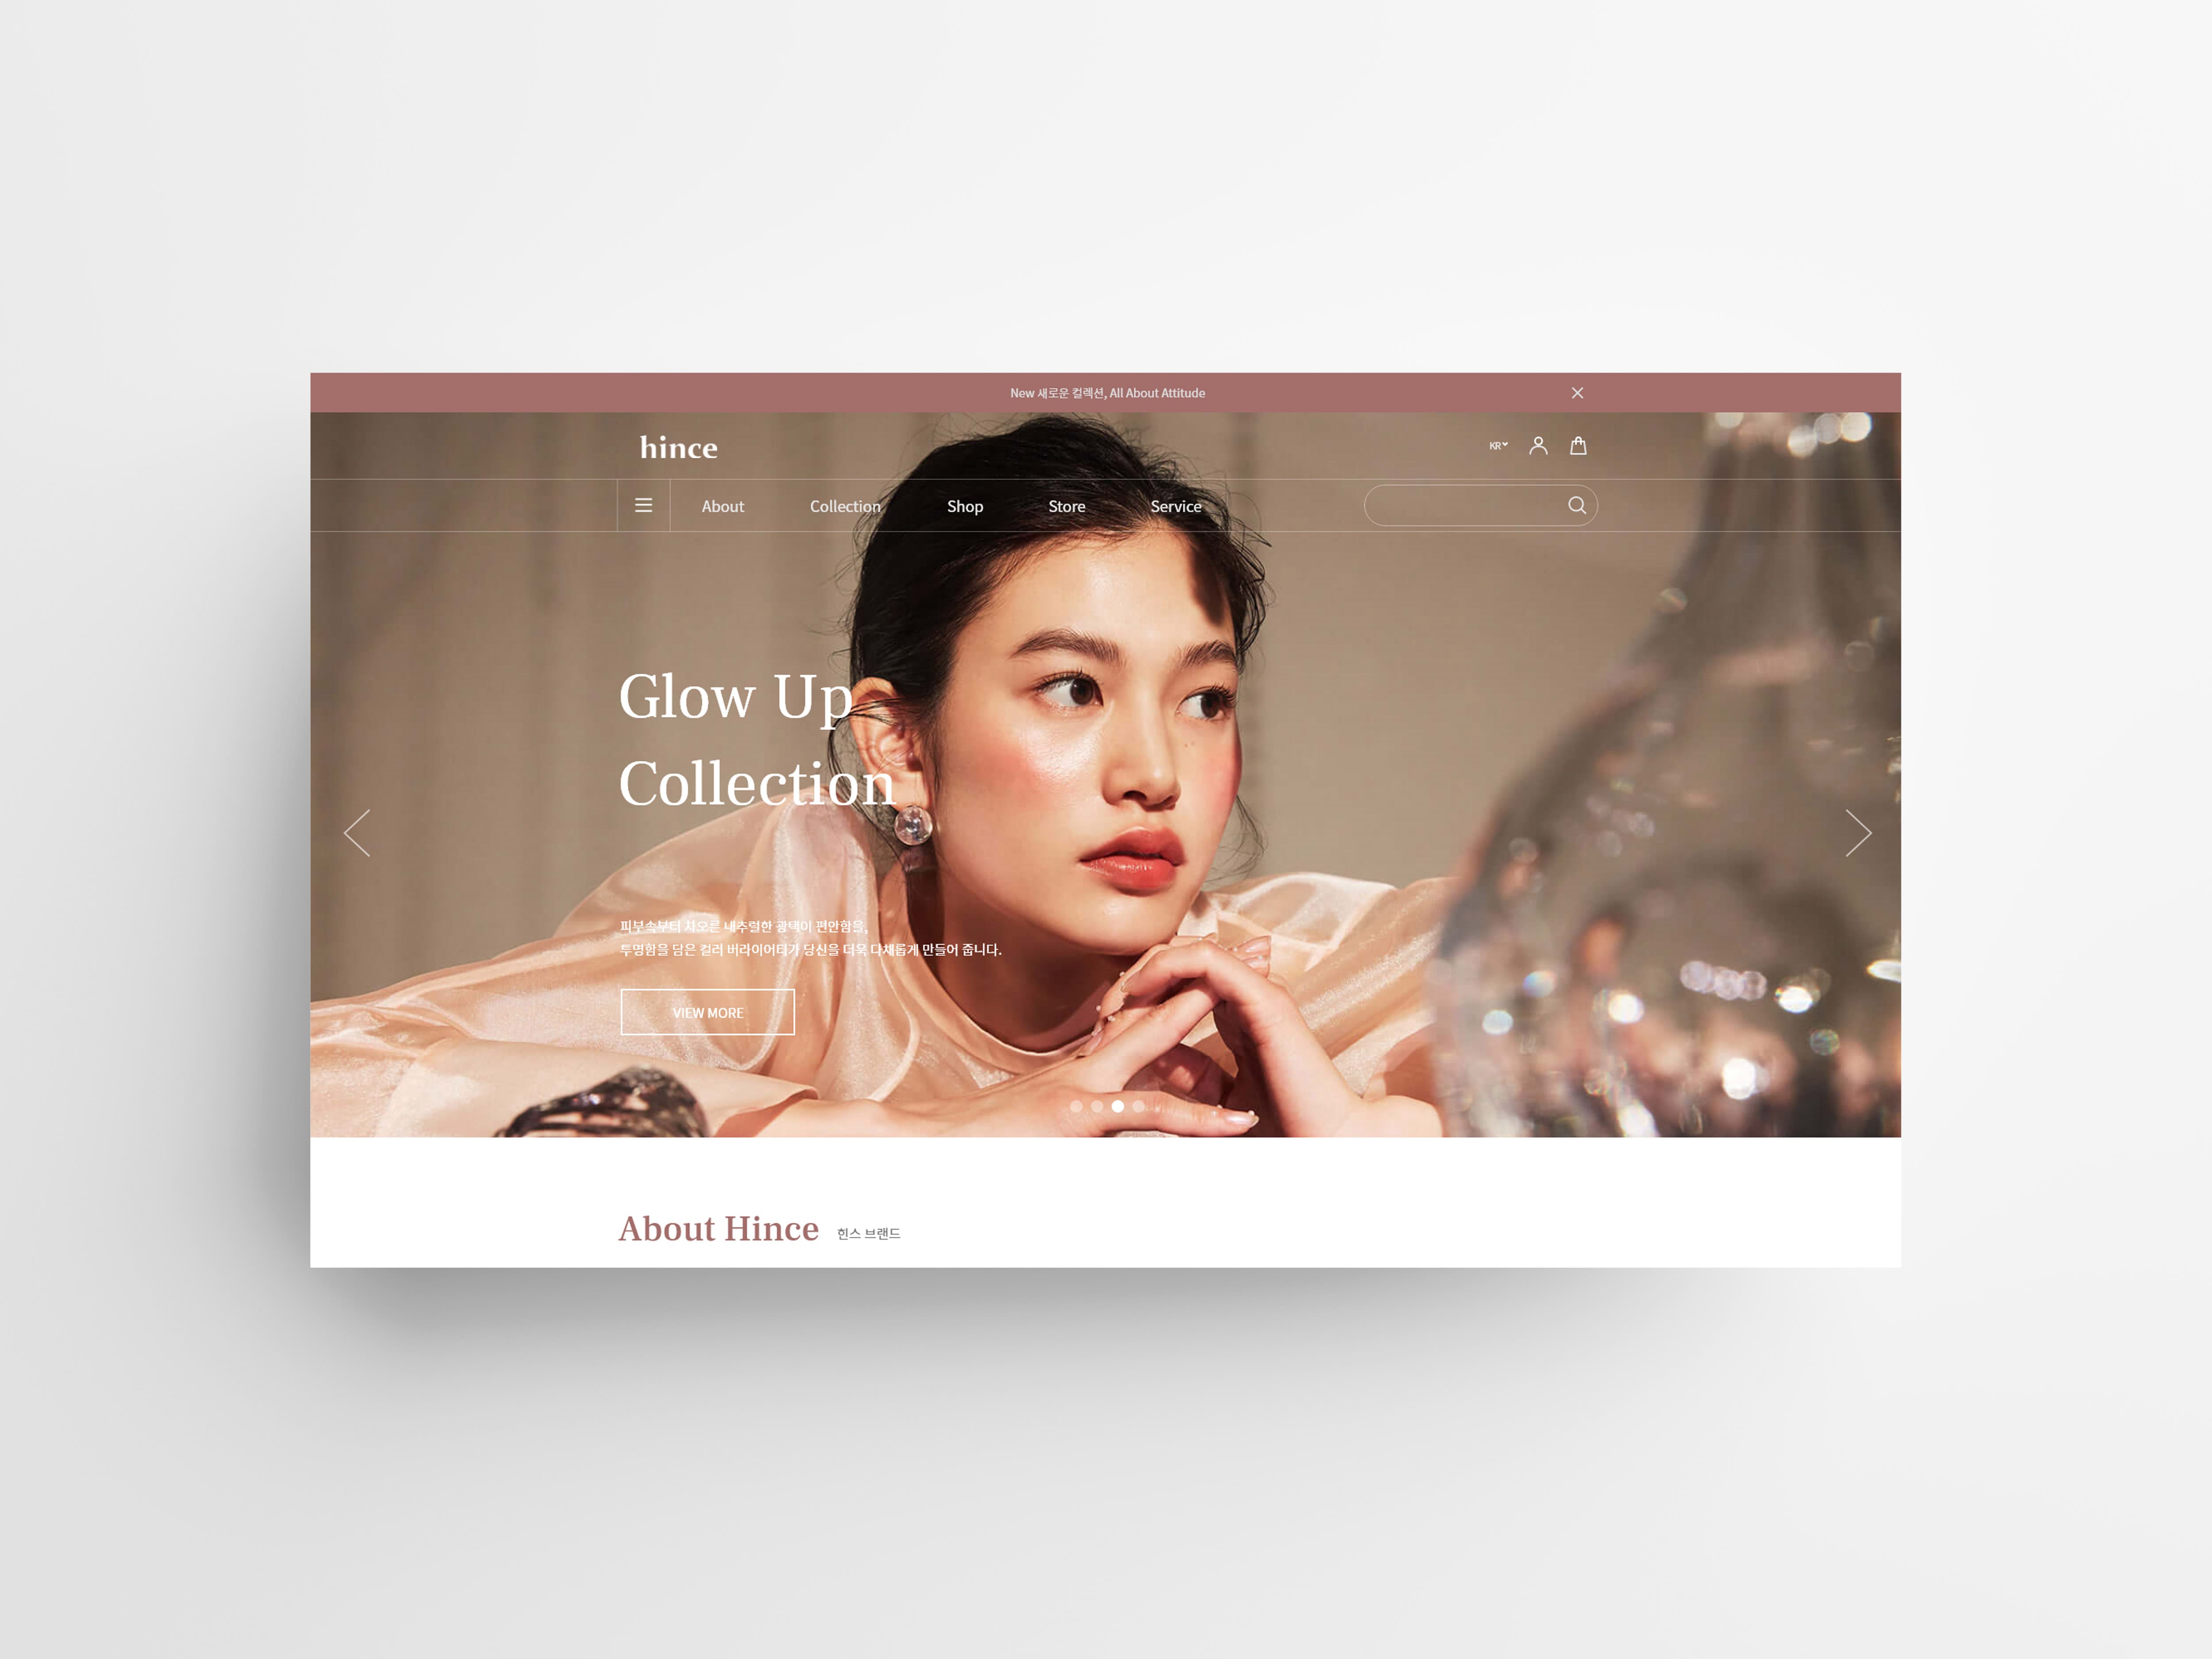 New 새로운 컬렉션, All About Attitude
hince
KR
About Collection Shop Store Service
Glow Up
Collection
피부속부터 차오른 내추럴한 광택이 편안함을,
투명함을 담은 컬러 버라이어티가 당신을 더욱 다채롭게 만들어 줍니다.
VIEW MORE
About Hince 힌스 브랜드